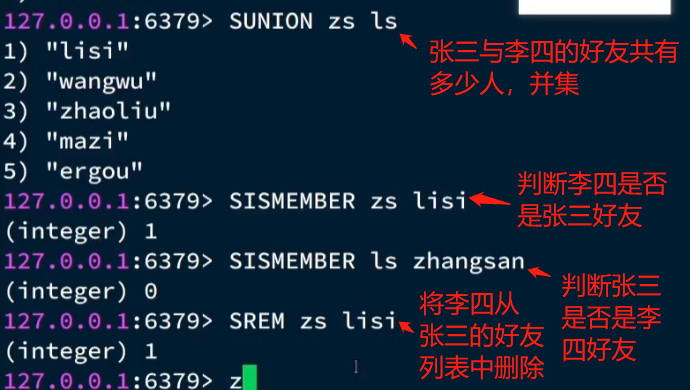 127.0.0.1:6379> SUNION zs ls
1) "lisi"
2) "wangwu"
3) "zhaoliu"
4) "mazi"
5) "ergou"
张三与李四的好友共有
多少人，并集
127.0.0.1:6379> SISMEMBER zs lisi
(integer) 1
判断李四是否
是张三好友
127.0.0.1:6379> SISMEMBER ls zhangsan
(integer) 0
判断张三
是否是李
四好友
127.0.0.1:6379> SREM zs lisi
(integer) 1
将李四从
张三的好友
列表中删除
127.0.0.1:6379> z